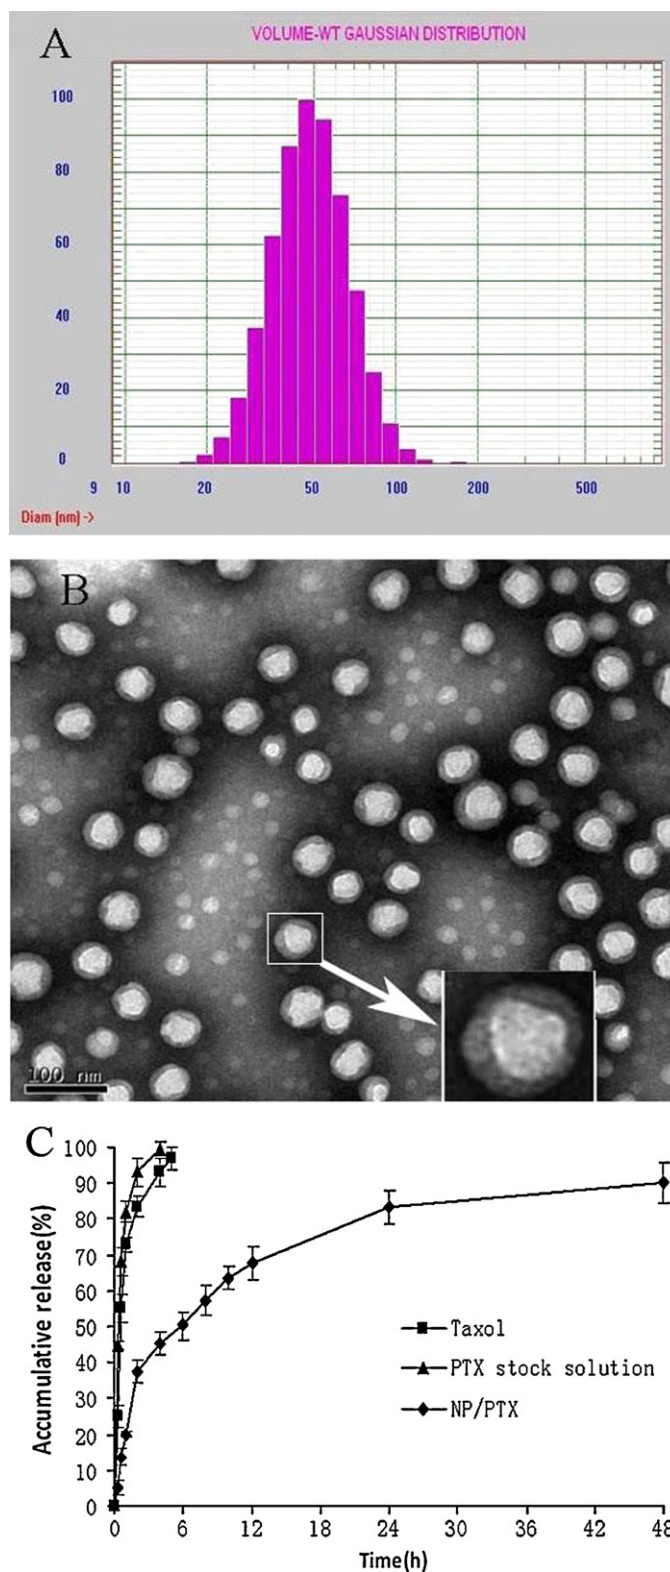 A
VOLUME-WT GAUSSIAN DISTRIBUTION
100
80
60
40
20
0
9 10 20 50 100 200 500
Diam (nm) ->
B
100 nm
C
Accumulative release(%)
100
90
80
70
60
50
40
30
20
10
0
Taxol
PTX stock solution
NP/PTX
0 6 12 18 24 30 36 42 48
Time(h)